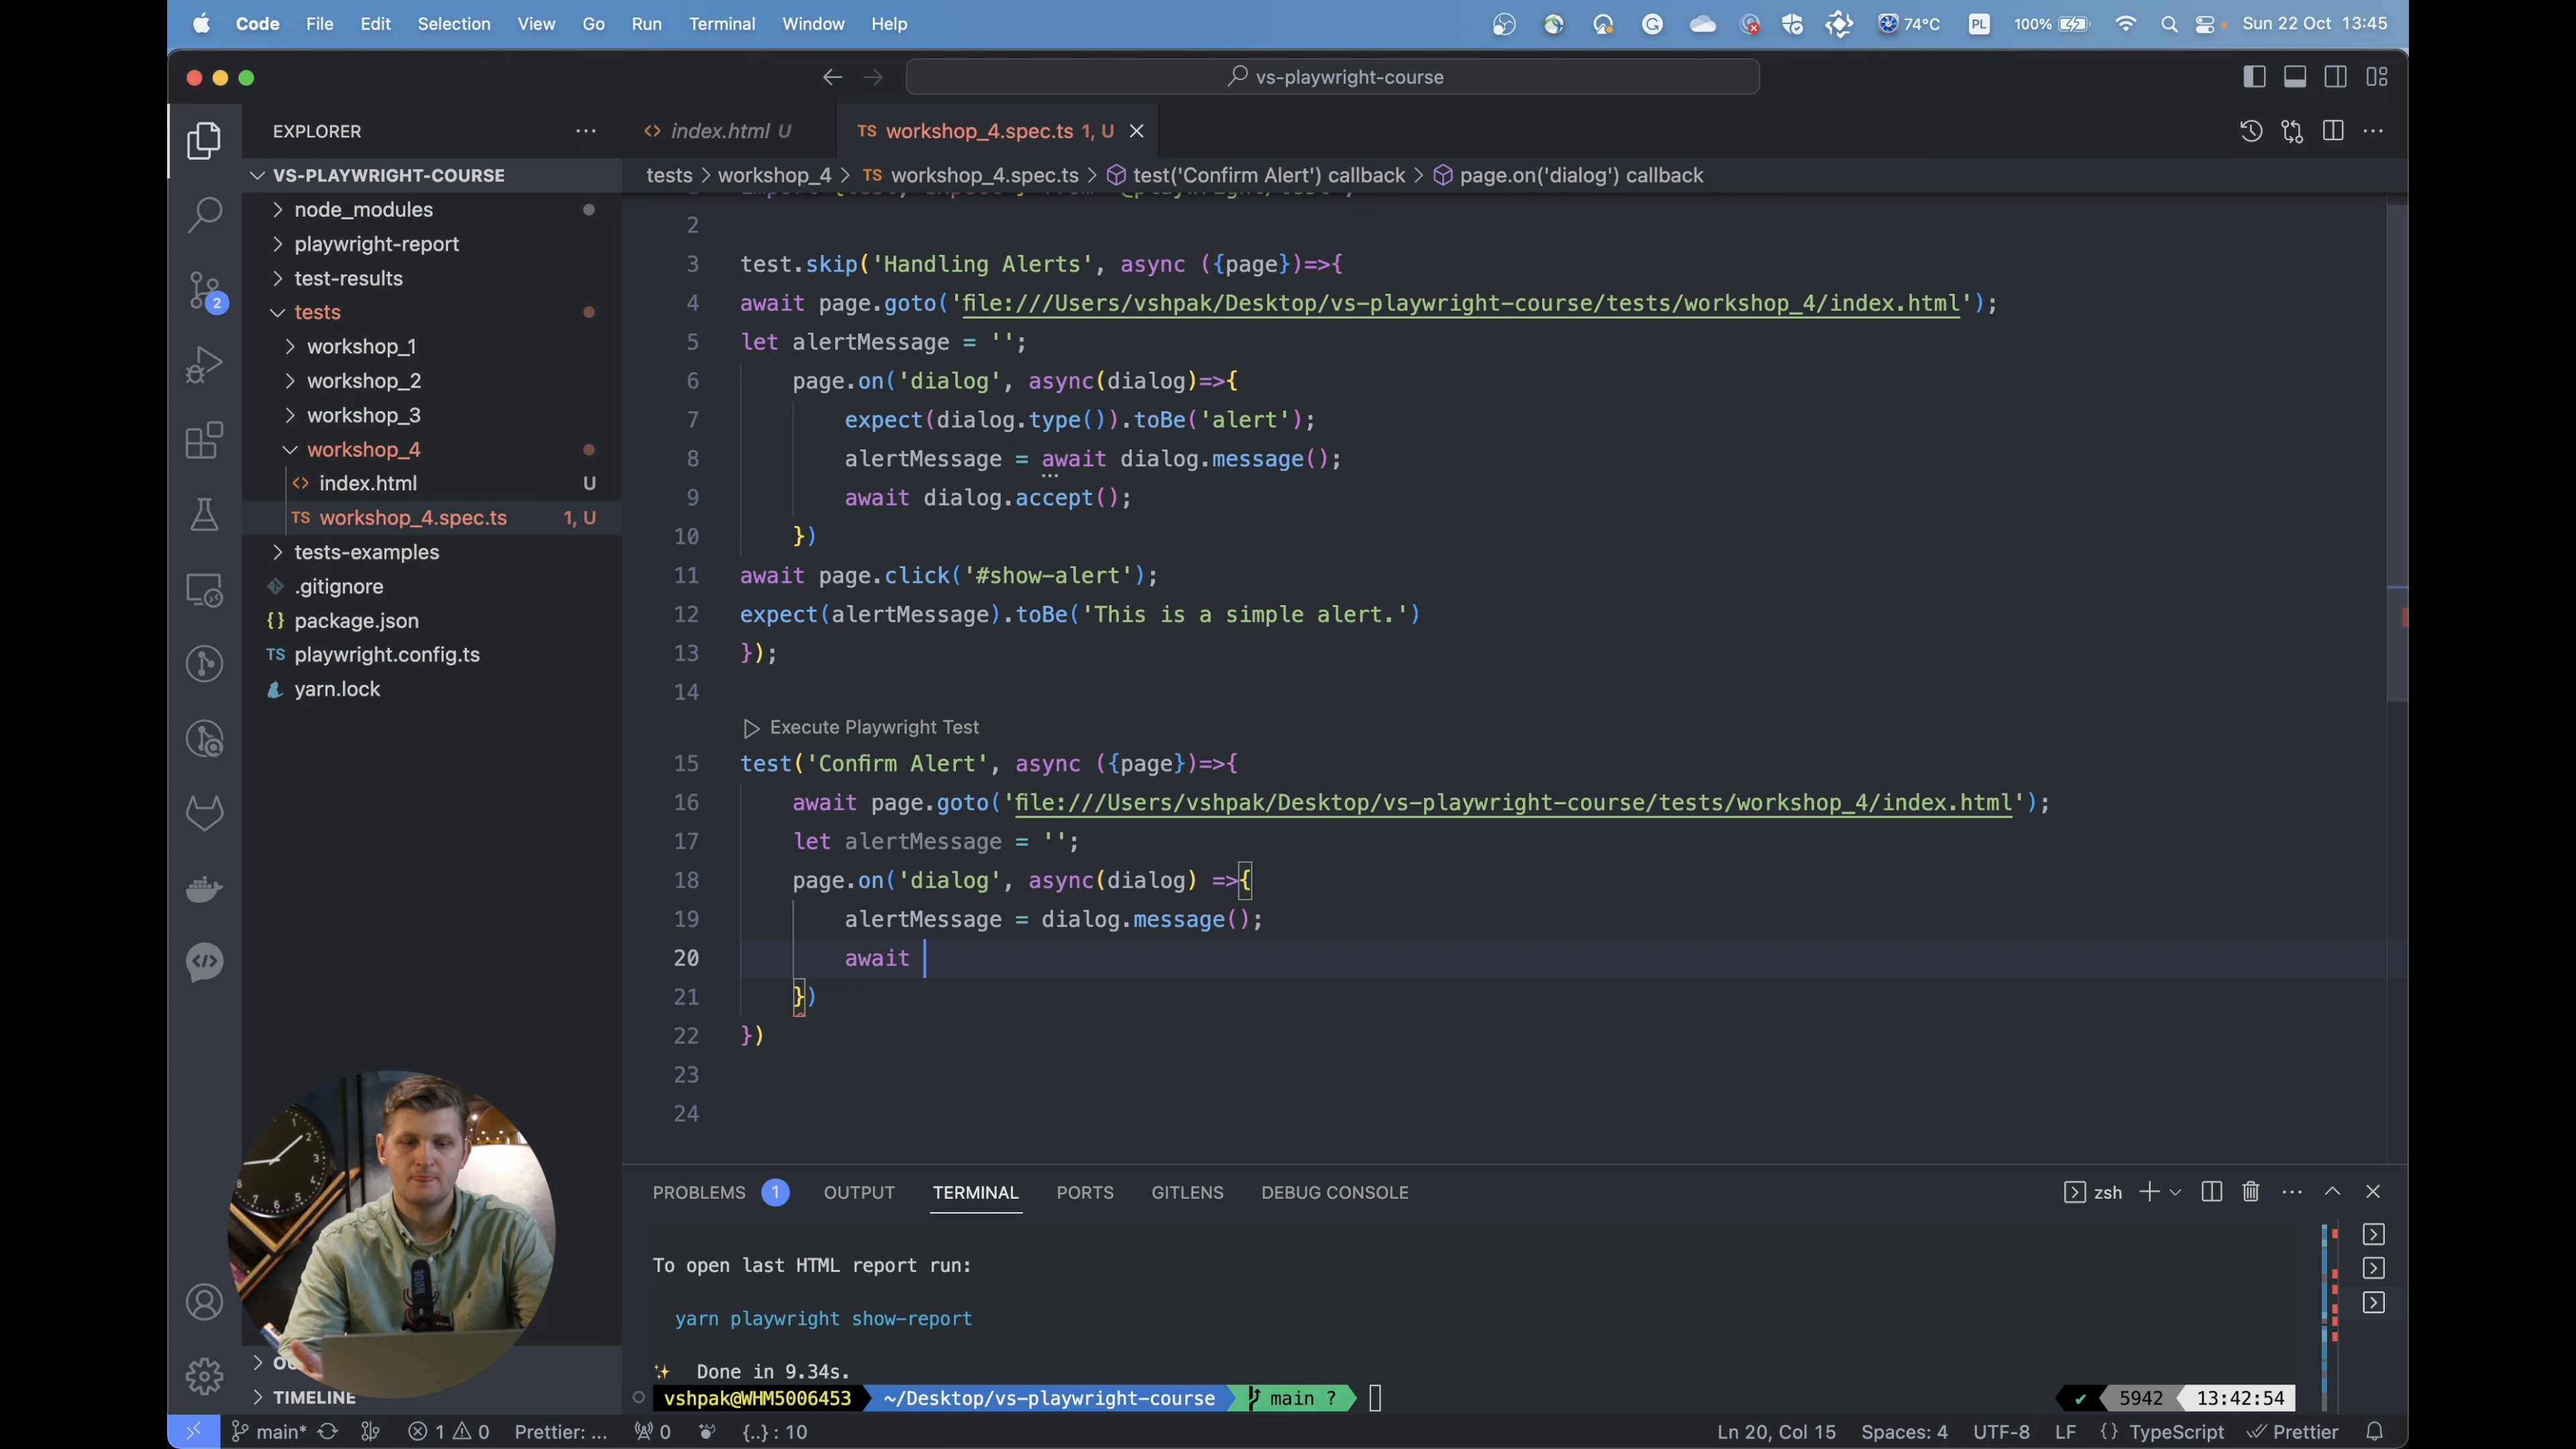 Code File Edit Selection View Go Run Terminal Window Help 74°C PL 100% Sun 22 Oct 13:45
vs-playwright-course
EXPLORER
index.html U
TS workshop_4.spec.ts 1, U
VS-PLAYWRIGHT-COURSE
tests > workshop_4 > TS workshop_4.spec.ts > test('Confirm Alert') callback > page.on('dialog') callback
node_modules
playwright-report
test-results
tests
workshop_1
workshop_2
workshop_3
workshop_4
index.html U
TS workshop_4.spec.ts 1, U
tests-examples
.gitignore
{} package.json
TS playwright.config.ts
yarn.lock
2
3 test.skip('Handling Alerts', async ({page})=>{
4 await page.goto('file:///Users/vshpak/Desktop/vs-playwright-course/tests/workshop_4/index.html');
5 let alertMessage = '';
6 page.on('dialog', async(dialog)=>{
7 expect(dialog.type()).toBe('alert');
8 alertMessage = await dialog.message();
9 await dialog.accept();
10 })
11 await page.click('#show-alert');
12 expect(alertMessage).toBe('This is a simple alert.')
13 });
14
Execute Playwright Test
15 test('Confirm Alert', async ({page})=>{
16 await page.goto('file:///Users/vshpak/Desktop/vs-playwright-course/tests/workshop_4/index.html');
17 let alertMessage = '';
18 page.on('dialog', async(dialog) =>{
19 alertMessage = dialog.message();
20 await
21 })
22 })
23
24
PROBLEMS 1 OUTPUT TERMINAL PORTS GITLENS DEBUG CONSOLE zsh
To open last HTML report run:
yarn playwright show-report
Done in 9.34s.
vshpak@WHM5006453 ~/Desktop/vs-playwright-course main ? 5942 13:42:54
TIMELINE
main* 1 0 Prettier: ... 0 {..} : 10 Ln 20, Col 15 Spaces: 4 UTF-8 LF {} TypeScript Prettier